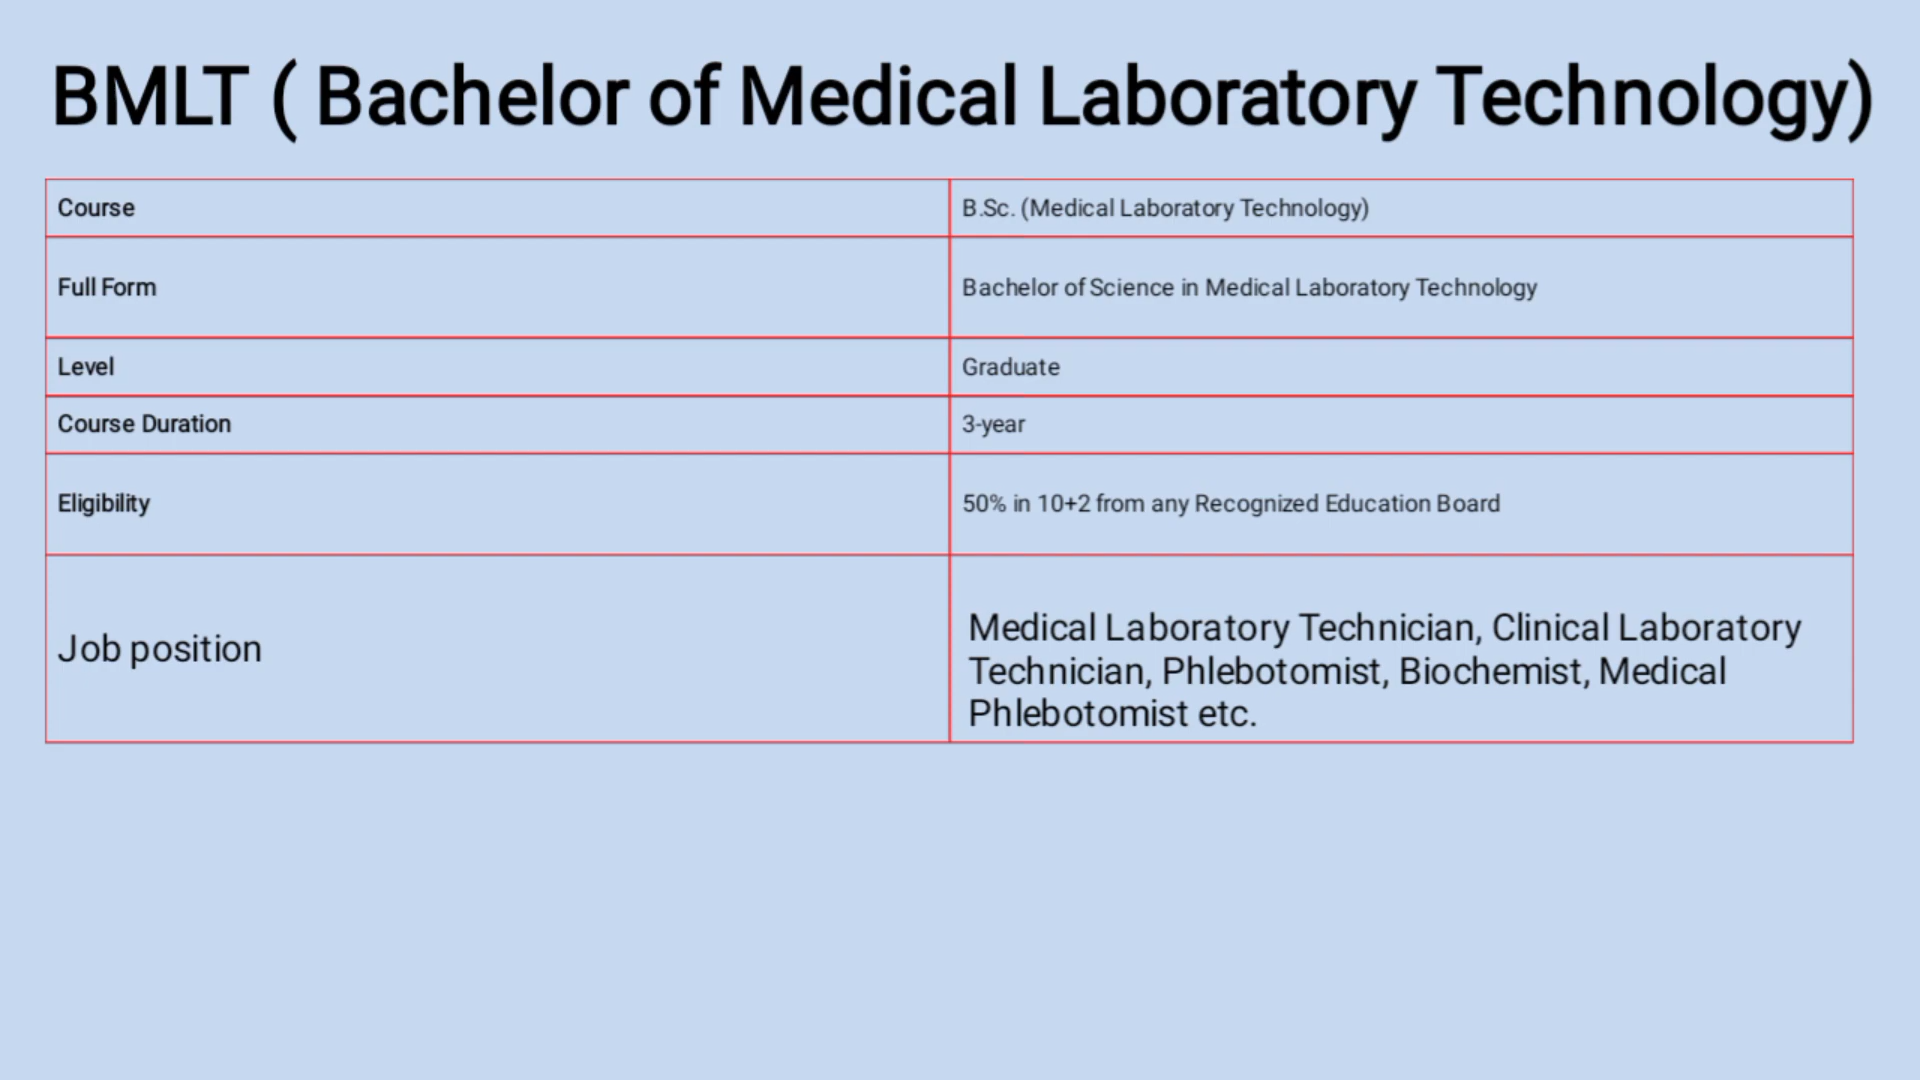 BMLT ( Bachelor of Medical Laboratory Technology)
Course B.Sc. (Medical Laboratory Technology)
Full Form Bachelor of Science in Medical Laboratory Technology
Level Graduate
Course Duration 3-year
Eligibility 50% in 10+2 from any Recognized Education Board
Job position
Medical Laboratory Technician, Clinical Laboratory
Technician, Phlebotomist, Biochemist, Medical
Phlebotomist etc.